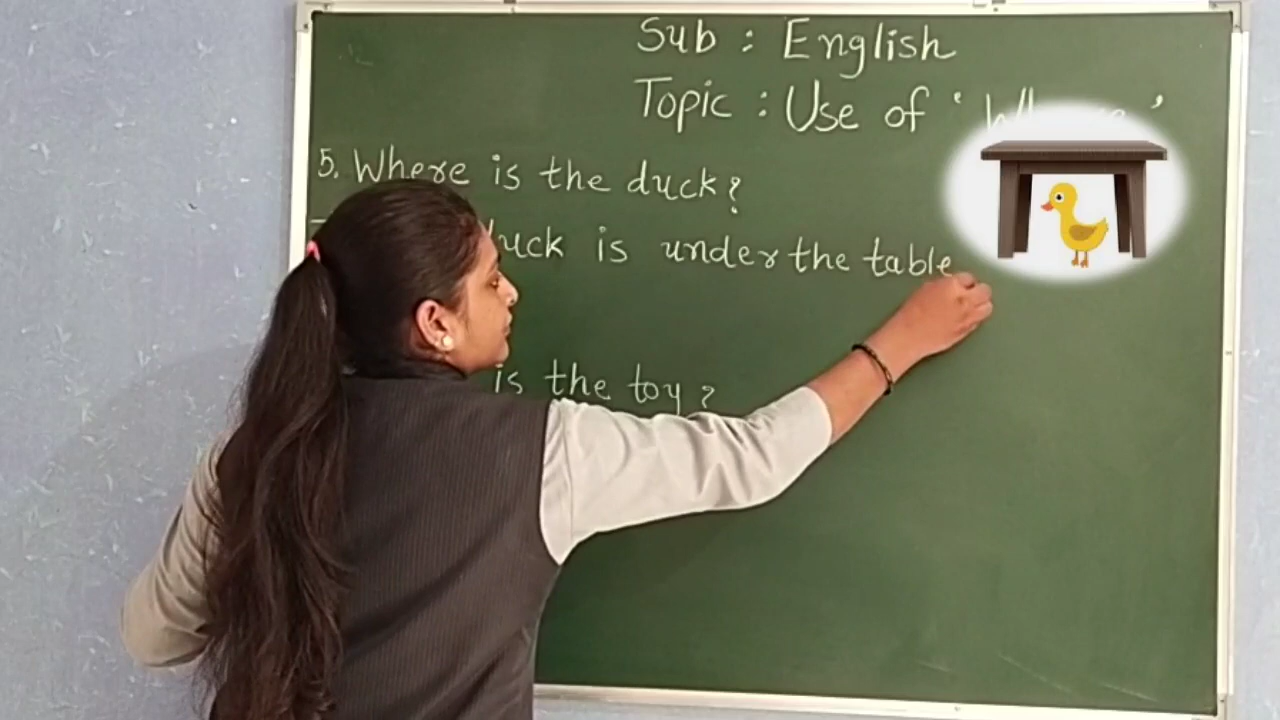 Sub : English
Topic : Use of ' Where '
5. Where is the duck?
duck is under the table
is the toy ?